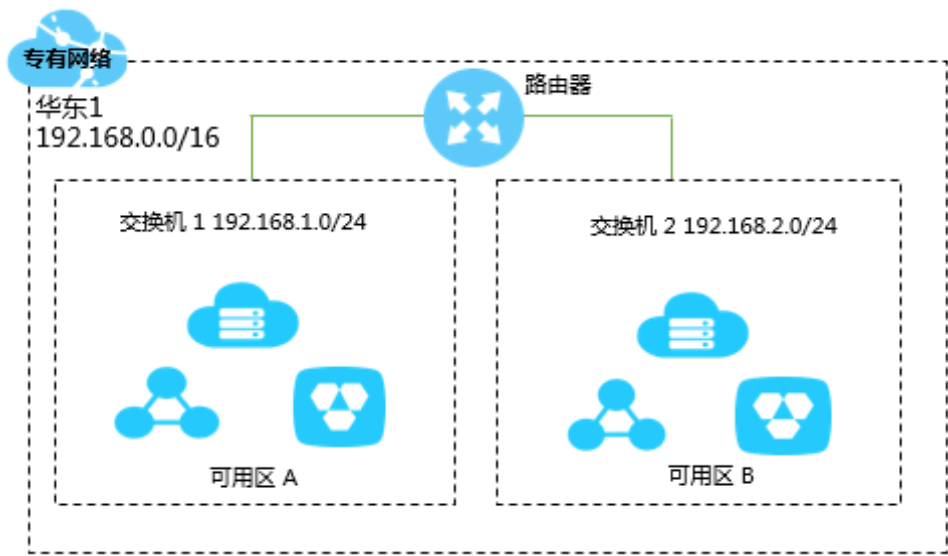 专有网络
路由器
华东1
192.168.0.0/16
交换机 1 192.168.1.0/24
交换机 2 192.168.2.0/24
可用区 A
可用区 B